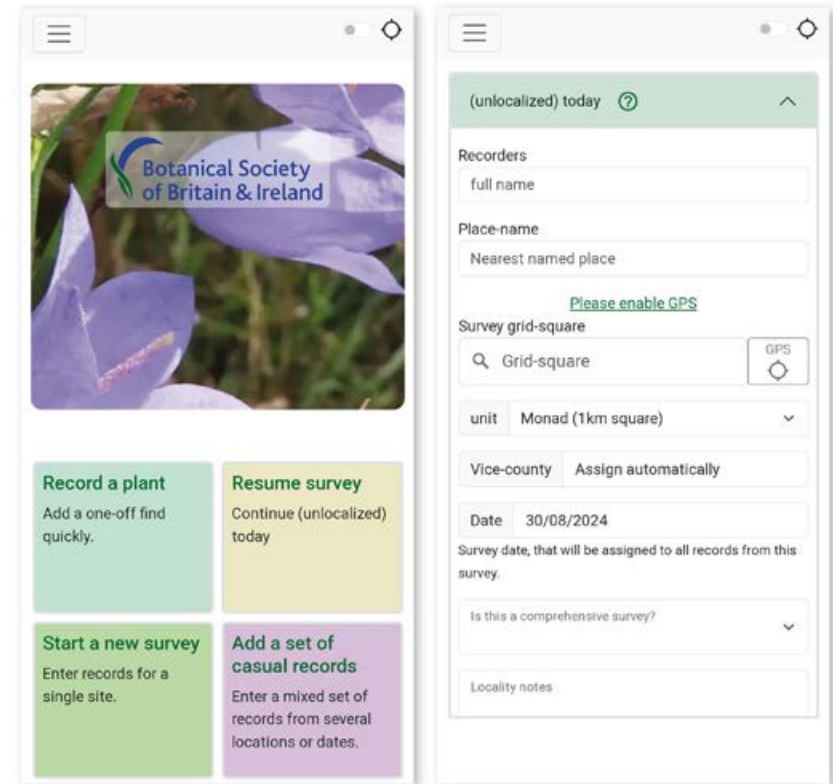 Botanical Society
of Britain & Ireland
Record a plant
Add a one-off find
quickly.
Resume survey
Continue (unlocalized)
today
Start a new survey
Enter records for a
single site.
Add a set of
casual records
Enter a mixed set of
records from several
locations or dates.
(unlocalized) today ?
Recorders
full name
Place-name
Nearest named place
Please enable GPS
Survey grid-square
Grid-square
GPS
unit Monad (1km square)
Vice-county Assign automatically
Date 30/08/2024
Survey date, that will be assigned to all records from this
survey.
Is this a comprehensive survey?
Locality notes